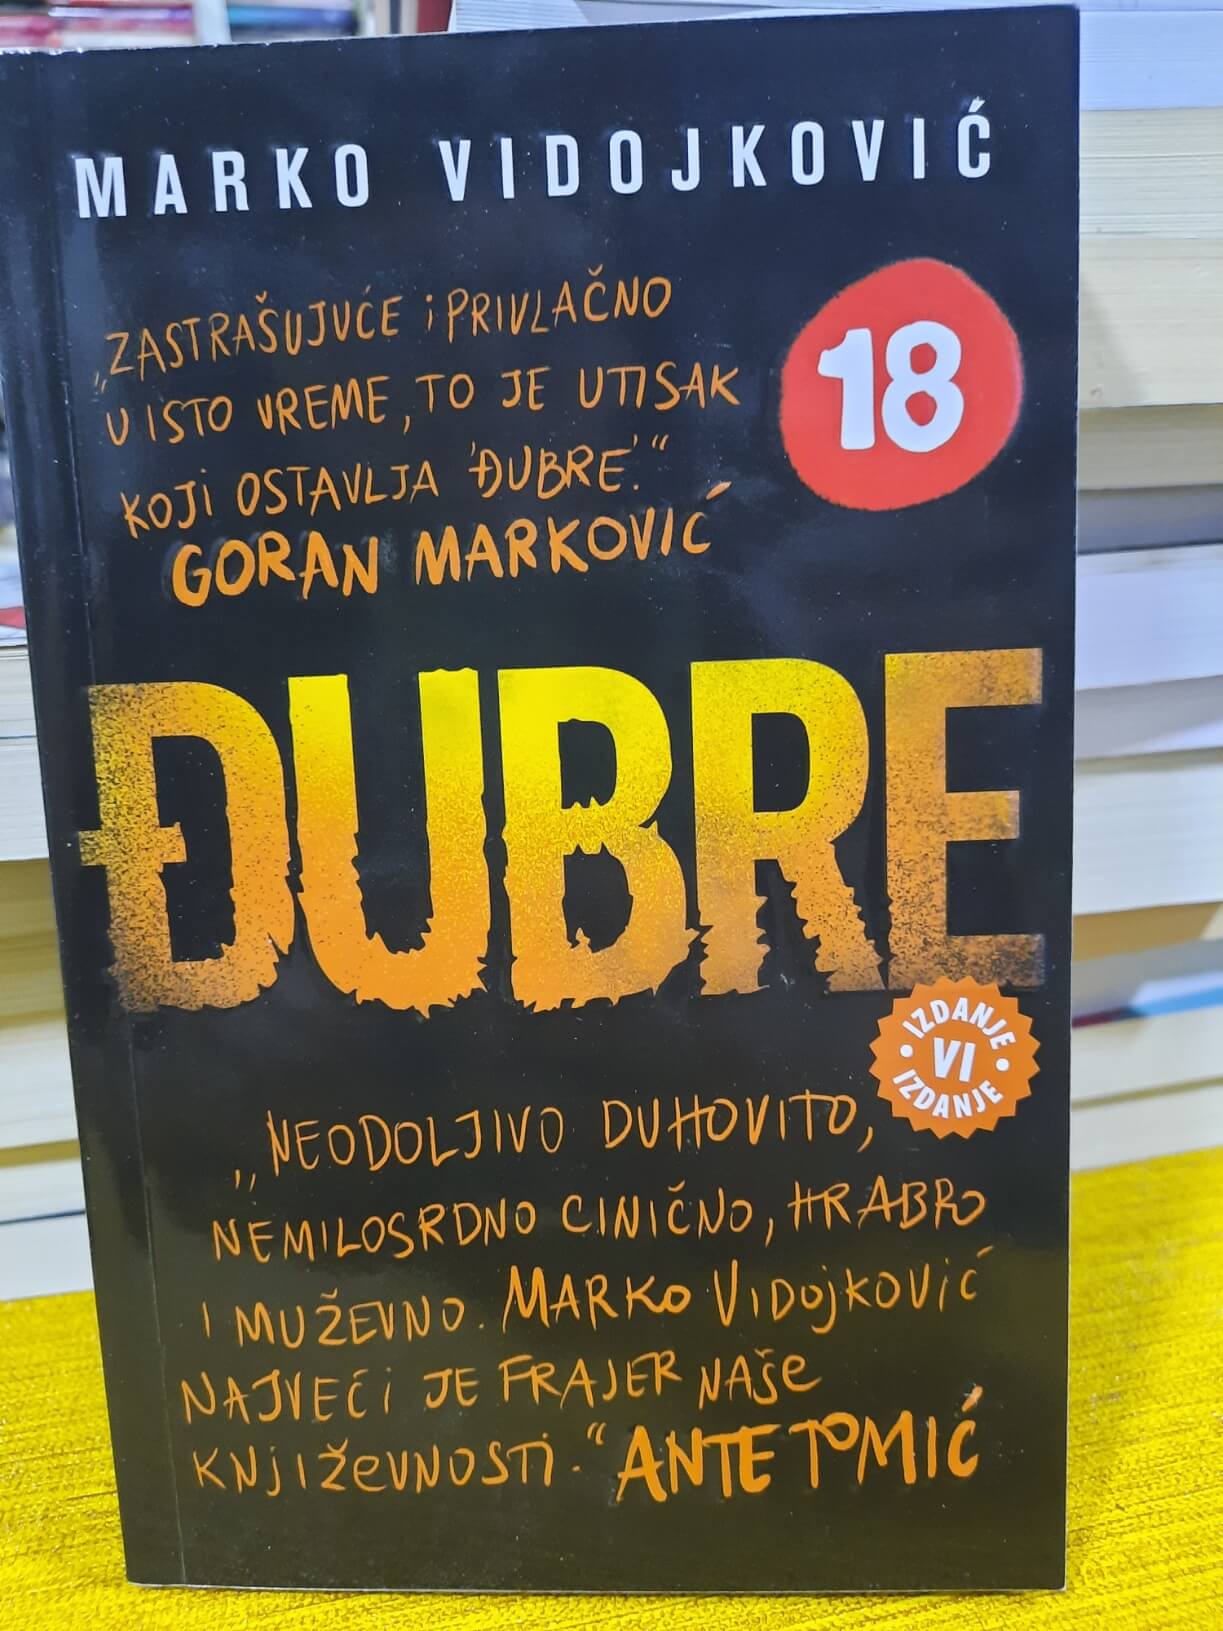 MARKO VIDOJKOVIĆ
„ZASTRAŠUJUĆE i PRIVLAČNO
U ISTO VREME, TO JE UTISAK
KOJI OSTAVLJA 'ĐUBRE'.“
GORAN MARKOVIĆ
18
ĐUBRE
IZDANJE
VI
IZDANJE
„NEODOLJIVO DUHOVITO,
NEMILOSRDNO CINIČNO, HRABRO
I MUŽEVNO. MARKO VIDOJKOVIĆ
NAJVEĆI JE FRAJER NAŠE
KNJIŽEVNOSTI.“ ANTE TOMIĆ